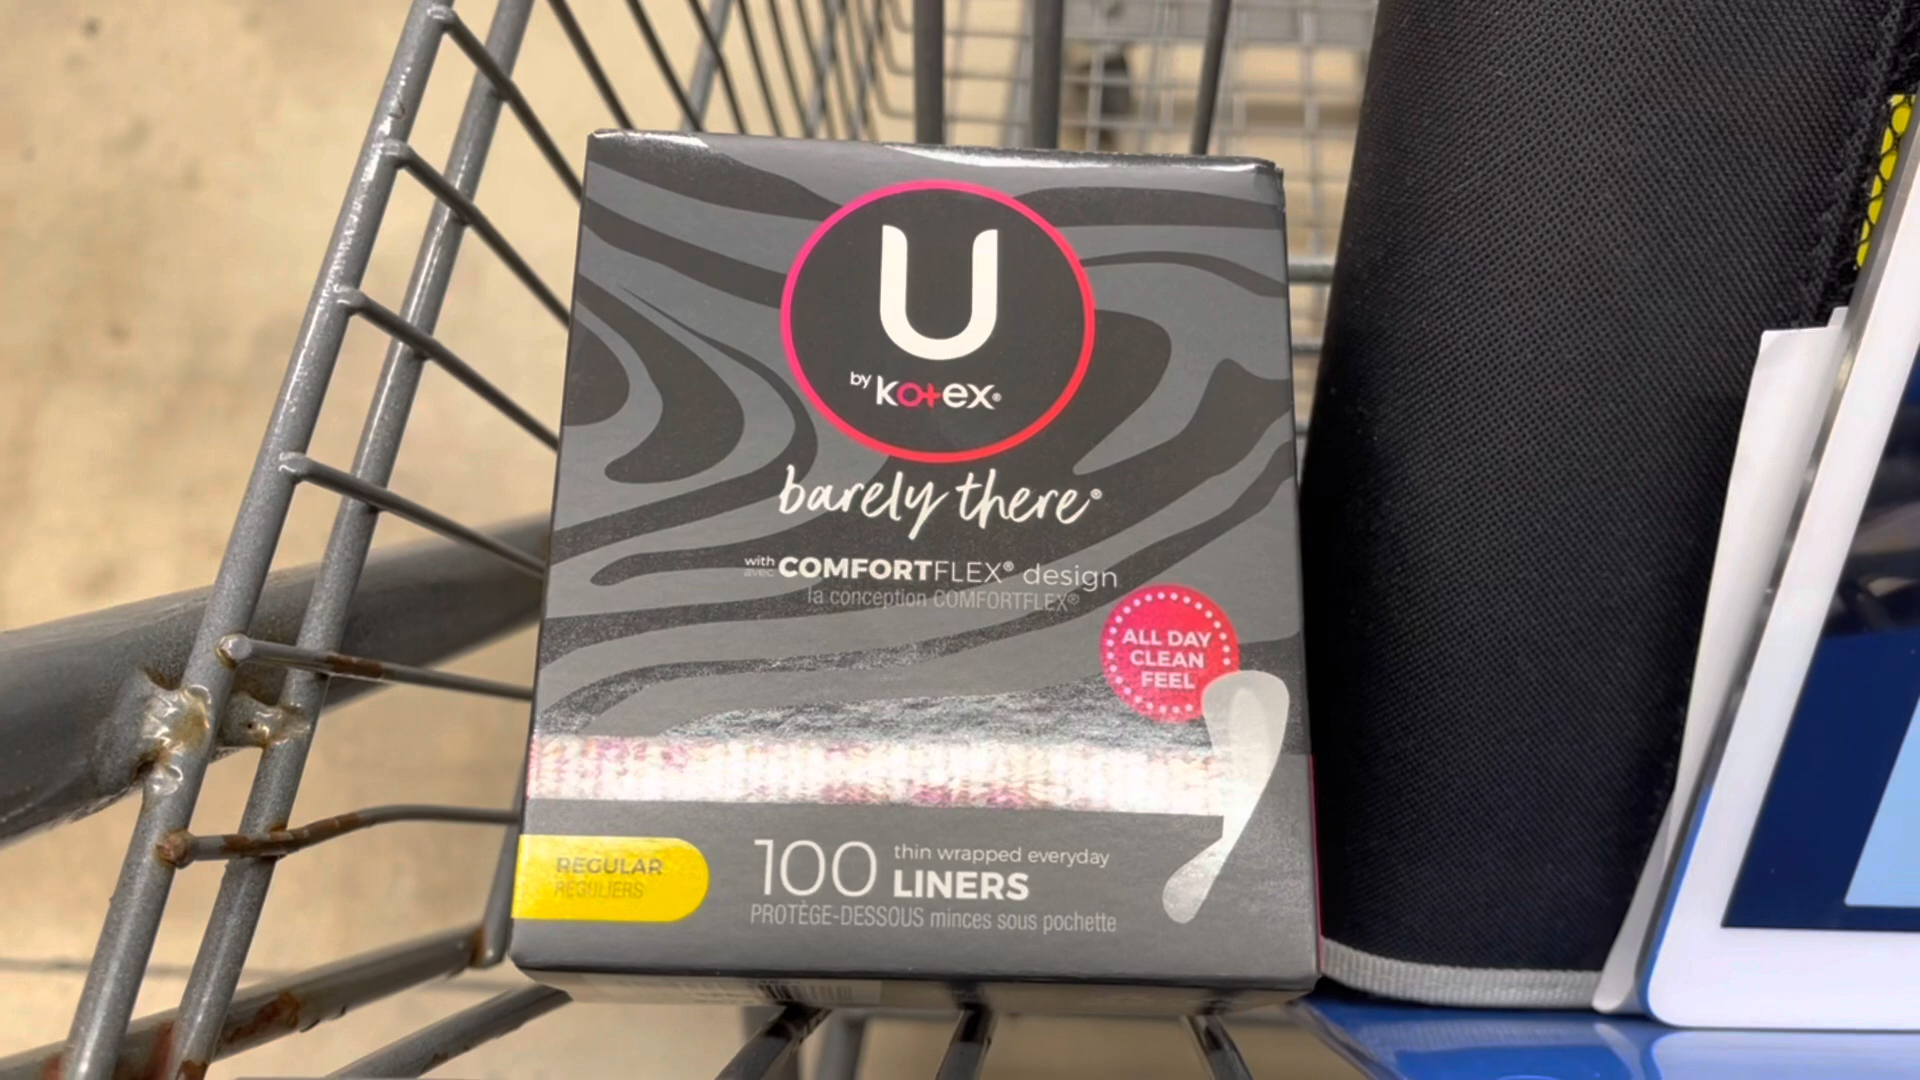 U
by Kotex®
barely there®
with COMFORTFLEX® design
avec la conception COMFORTFLEX®
ALL DAY
CLEAN
FEEL
REGULAR
RÉGULIERS
100 thin wrapped everyday
LINERS
PROTÈGE-DESSOUS minces sous pochette